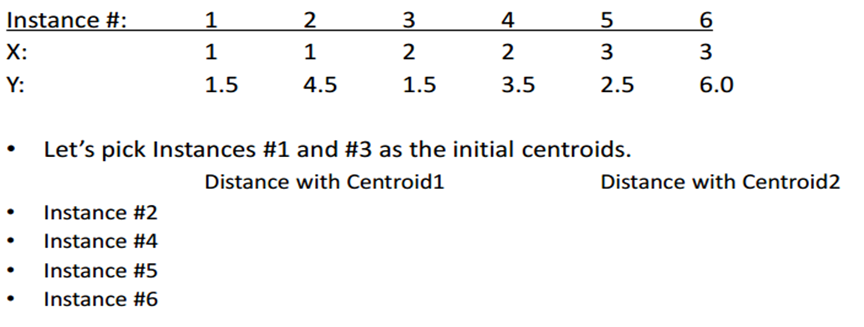 Instance #: 1 2 3 4 5 6
X: 1 1 2 2 3 3
Y: 1.5 4.5 1.5 3.5 2.5 6.0
• Let’s pick Instances #1 and #3 as the initial centroids.
Distance with Centroid1 Distance with Centroid2
• Instance #2
• Instance #4
• Instance #5
• Instance #6